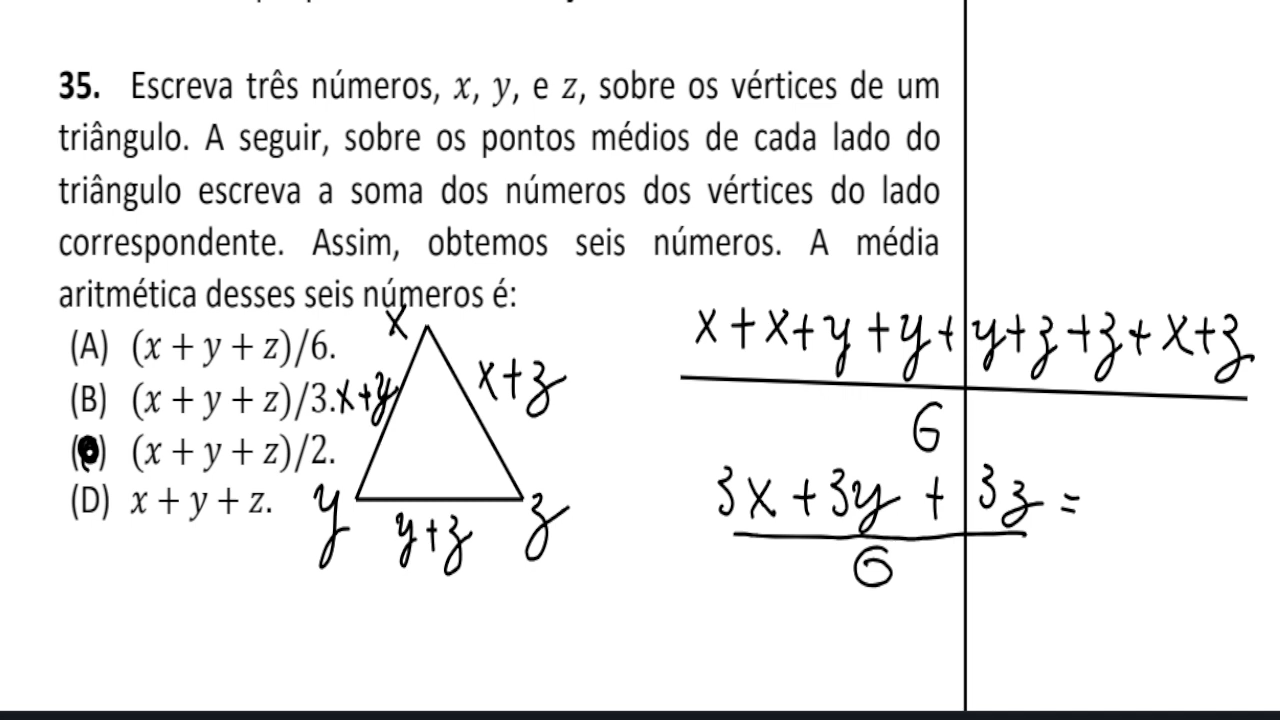 35. Escreva três números, x, y, e z, sobre os vértices de um
triângulo. A seguir, sobre os pontos médios de cada lado do
triângulo escreva a soma dos números dos vértices do lado
correspondente. Assim, obtemos seis números. A média
aritmética desses seis números é:
(A) (x + y + z)/6.
(B) (x + y + z)/3.
( ) (x + y + z)/2.
(D) x + y + z.
x
x+y
x+z
y
y+z
z
x+x+y+y+y+z+z+x+z
6
3x+3y+3z=
6